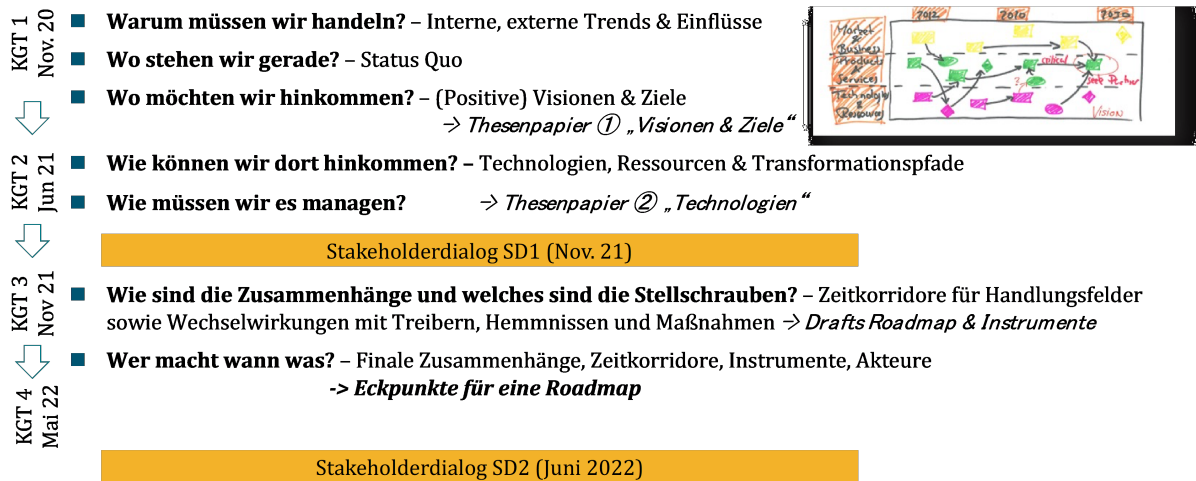 KGT 1
Nov. 20
Warum müssen wir handeln? – Interne, externe Trends & Einflüsse
Wo stehen wir gerade? – Status Quo
Wo möchten wir hinkommen? – (Positive) Visionen & Ziele
→ Thesenpapier ① „Visionen & Ziele“
Market
&
Business
Products
&
Services
&
Vision
KGT 2
Jun 21
Wie können wir dort hinkommen? – Technologien, Ressourcen & Transformationspfade
Wie müssen wir es managen? → Thesenpapier ② „Technologien“
Stakeholderdialog SD1 (Nov. 21)
KGT 3
Nov 21
Wie sind die Zusammenhänge und welches sind die Stellschrauben? – Zeitkorridore für Handlungsfelder
sowie Wechselwirkungen mit Treibern, Hemmnissen und Maßnahmen → Drafts Roadmap & Instrumente
Wer macht wann was? – Finale Zusammenhänge, Zeitkorridore, Instrumente, Akteure
-> Eckpunkte für eine Roadmap
KGT 4
Mai 22
Stakeholderdialog SD2 (Juni 2022)